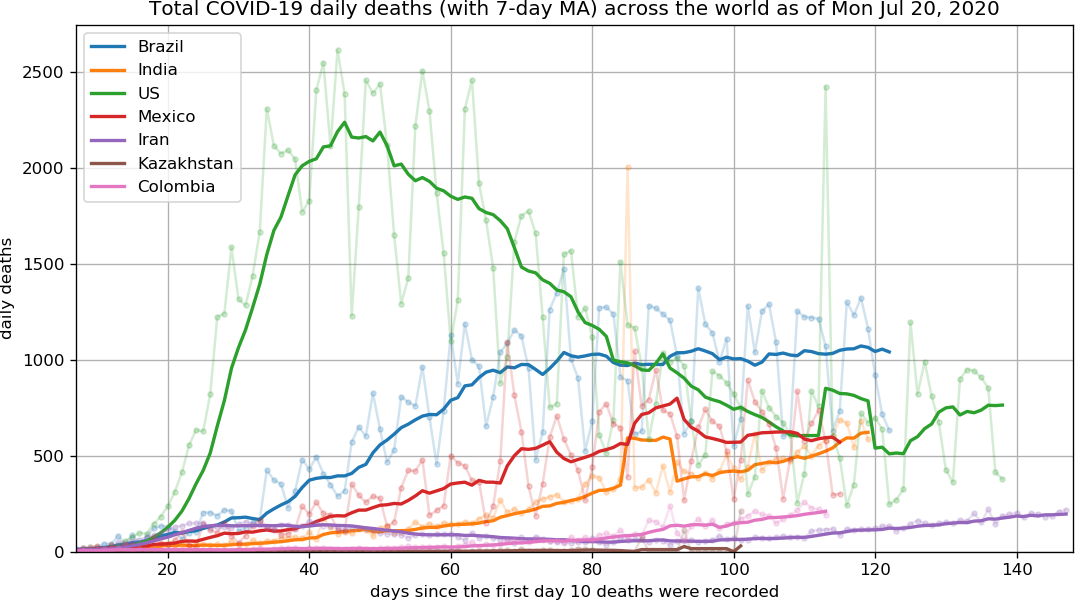 Total COVID-19 daily deaths (with 7-day MA) across the world as of Mon Jul 20, 2020
Brazil
India
US
Mexico
Iran
Kazakhstan
Colombia
2500
2000
1500
1000
500
0
daily deaths
20 40 60 80 100 120 140
days since the first day 10 deaths were recorded